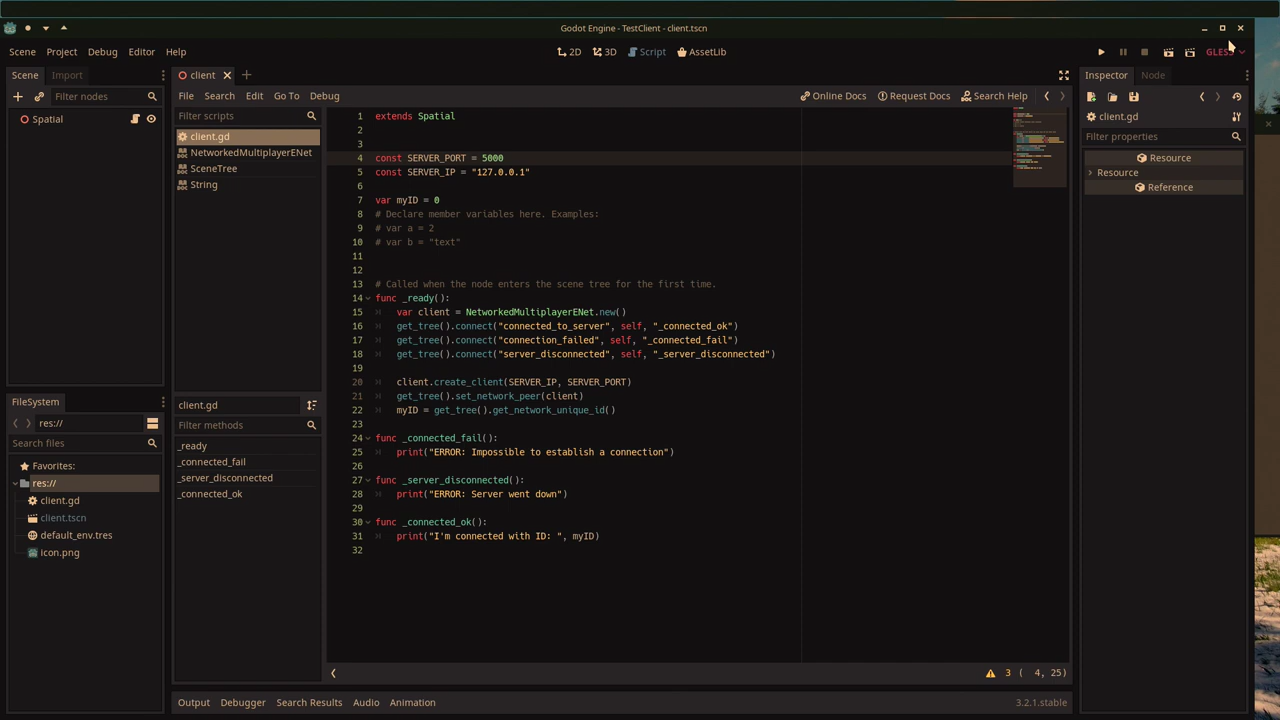 Godot Engine - TestClient - client.tscn
Scene Project Debug Editor Help
2D 3D Script AssetLib
Scene Import
Filter nodes
Spatial
FileSystem
res://
Search files
Favorites:
res://
client.gd
client.tscn
default_env.tres
icon.png
client
File Search Edit Go To Debug
Online Docs Request Docs Search Help
Filter scripts
client.gd
NetworkedMultiplayerENet
SceneTree
String
client.gd
Filter methods
_ready
_connected_fail
_server_disconnected
_connected_ok
1 extends Spatial
2
3
4 const SERVER_PORT = 5000
5 const SERVER_IP = "127.0.0.1"
6
7 var myID = 0
8 # Declare member variables here. Examples:
9 # var a = 2
10 # var b = "text"
11
12
13 # Called when the node enters the scene tree for the first time.
14 func _ready():
15 var client = NetworkedMultiplayerENet.new()
16 get_tree().connect("connected_to_server", self, "_connected_ok")
17 get_tree().connect("connection_failed", self, "_connected_fail")
18 get_tree().connect("server_disconnected", self, "_server_disconnected")
19
20 client.create_client(SERVER_IP, SERVER_PORT)
21 get_tree().set_network_peer(client)
22 myID = get_tree().get_network_unique_id()
23
24 func _connected_fail():
25 print("ERROR: Impossible to establish a connection")
26
27 func _server_disconnected():
28 print("ERROR: Server went down")
29
30 func _connected_ok():
31 print("I'm connected with ID: ", myID)
32
3 ( 4, 25)
Output Debugger Search Results Audio Animation
3.2.1.stable
Inspector Node
client.gd
Filter properties
Resource
Resource
Reference